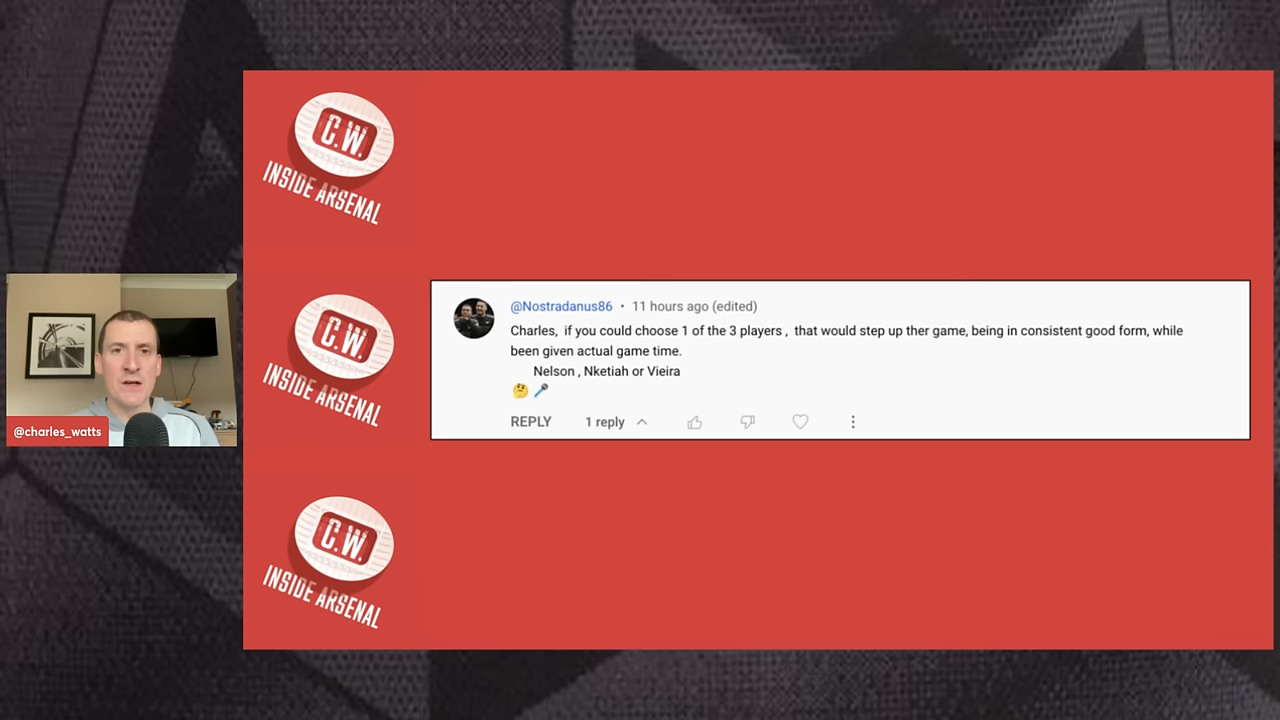 C.W.
INSIDE ARSENAL
@Nostradanus86 • 11 hours ago (edited)
Charles,  if you could choose 1 of the 3 players ,  that would step up ther game, being in consistent good form, while
been given actual game time.
Nelson , Nketiah or Vieira
🤔 🎤
REPLY 1 reply
C.W.
INSIDE ARSENAL
@charles_watts
C.W.
INSIDE ARSENAL